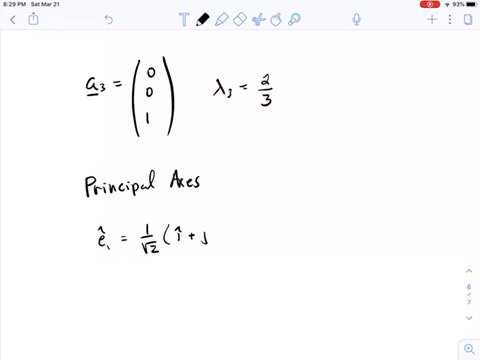 8:29 PM Sat Mar 21
93%
a₃ = (0 0 1) λ₃ = 2/3
Principal Axes
ê₁ = 1/√2 (î + j
6
/
7